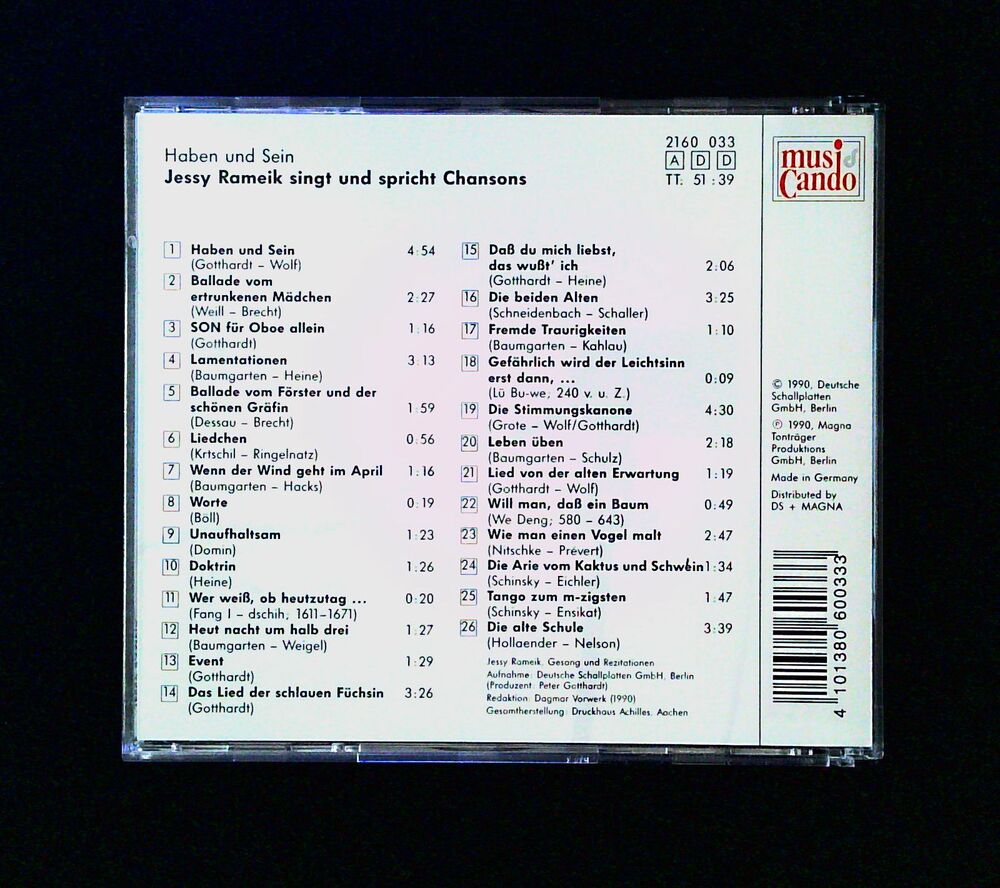 Haben und Sein
Jessy Rameik singt und spricht Chansons
2160 033
A D D
TT: 51:39
musi
Cando
1 Haben und Sein 4:54
(Gotthardt – Wolf)
2 Ballade vom
ertrunkenen Mädchen 2:27
(Weill – Brecht)
3 SON für Oboe allein 1:16
(Gotthardt)
4 Lamentationen 3:13
(Baumgarten – Heine)
5 Ballade vom Förster und der
schönen Gräfin 1:59
(Dessau – Brecht)
6 Liedchen 0:56
(Krtschil – Ringelnatz)
7 Wenn der Wind geht im April 1:16
(Baumgarten – Hacks)
8 Worte 0:19
(Böll)
9 Unaufhaltsam 1:23
(Domin)
10 Doktrin 1:26
(Heine)
11 Wer weiß, ob heutzutag ... 0:20
(Fang I – dschih; 1611–1671)
12 Heut nacht um halb drei 1:27
(Baumgarten – Weigel)
13 Event 1:29
(Gotthardt)
14 Das Lied der schlauen Füchsin 3:26
(Gotthardt)
15 Daß du mich liebst,
das wußt' ich 2:06
(Gotthardt – Heine)
16 Die beiden Alten 3:25
(Schneidenbach – Schaller)
17 Fremde Traurigkeiten 1:10
(Baumgarten – Kahlau)
18 Gefährlich wird der Leichtsinn
erst dann, ... 0:09
(Lü Bu-we; 240 v. u. Z.)
19 Die Stimmungskanone 4:30
(Grote – Wolf/Gotthardt)
20 Leben üben 2:18
(Baumgarten – Schulz)
21 Lied von der alten Erwartung 1:19
(Gotthardt – Wolf)
22 Will man, daß ein Baum 0:49
(We Deng; 580 – 643)
23 Wie man einen Vogel malt 2:47
(Nitschke – Prévert)
24 Die Arie vom Kaktus und Schwein 1:34
(Schinsky – Eichler)
25 Tango zum m-zigsten 1:47
(Schinsky – Ensikat)
26 Die alte Schule 3:39
(Hollaender – Nelson)
Jessy Rameik, Gesang und Rezitationen
Aufnahme: Deutsche Schallplatten GmbH, Berlin
(Produzent: Peter Gotthardt)
Redaktion: Dagmar Vorwerk (1990)
Gesamtherstellung: Druckhaus Achilles, Aachen
© 1990, Deutsche
Schallplatten
GmbH, Berlin
℗ 1990, Magna
Tonträger
Produktions
GmbH, Berlin
Made in Germany
Distributed by
DS + MAGNA
4 101380 600333